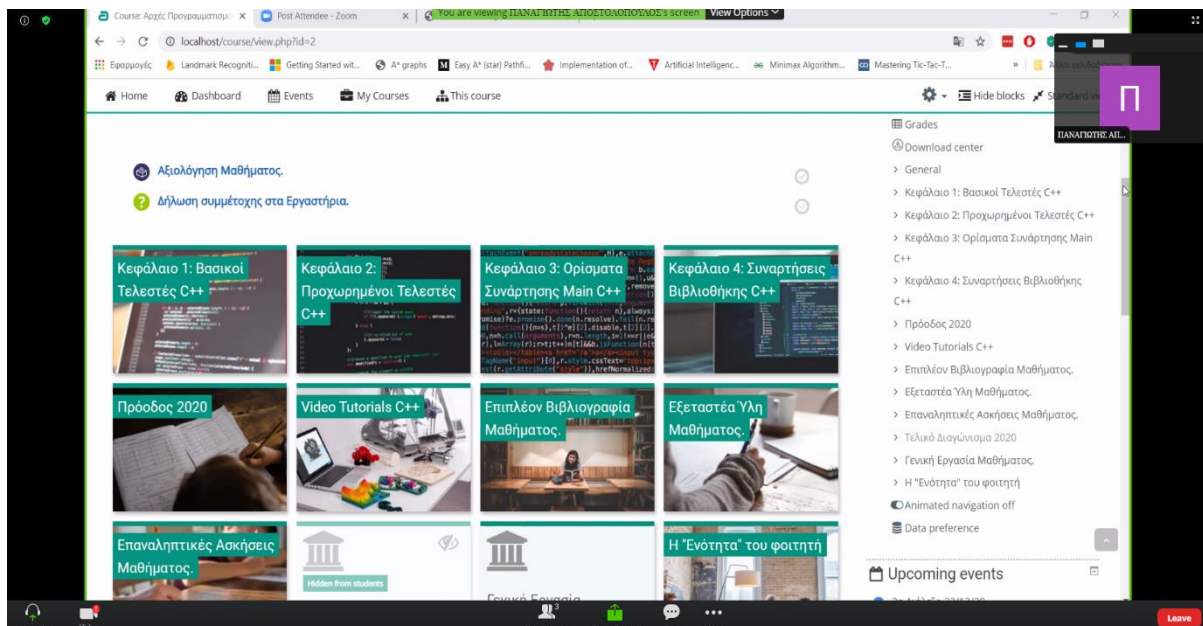 Course: Αρχές Προγραμματισμο
Post Attendee - Zoom
You are viewing ΠΑΝΑΓΙΩΤΗΣ ΑΠΟΣΤΟΛΟΠΟΥΛΟΣ's screen
View Options
localhost/course/view.php?id=2
Εφαρμογές
Landmark Recogniti...
Getting Started wit...
A* graphs
Easy A* (star) Pathfi...
Implementation of...
Artificial Intelligenc...
Minimax Algorithm...
Mastering Tic-Tac-T...
Home
Dashboard
Events
My Courses
This course
Hide blocks
Π
ΠΑΝΑΓΙΩΤΗΣ ΑΠ...
Αξιολόγηση Μαθήματος.
Δήλωση συμμέτοχης στα Εργαστήρια.
Κεφάλαιο 1: Βασικοί
Τελεστές C++
Κεφάλαιο 2:
Προχωρημένοι Τελεστές
C++
Κεφάλαιο 3: Ορίσματα
Συνάρτησης Main C++
Κεφάλαιο 4: Συναρτήσεις
Βιβλιοθήκης C++
Πρόοδος 2020
Video Tutorials C++
Επιπλέον Βιβλιογραφία
Μαθήματος.
Εξεταστέα Ύλη
Μαθήματος.
Επαναληπτικές Ασκήσεις
Μαθήματος.
Hidden from students
Γενική Εργασία
Η "Ενότητα" του φοιτητή
Grades
Download center
General
Κεφάλαιο 1: Βασικοί Τελεστές C++
Κεφάλαιο 2: Προχωρημένοι Τελεστές C++
Κεφάλαιο 3: Ορίσματα Συνάρτησης Main
C++
Κεφάλαιο 4: Συναρτήσεις Βιβλιοθήκης
C++
Πρόοδος 2020
Video Tutorials C++
Επιπλέον Βιβλιογραφία Μαθήματος.
Εξεταστέα Ύλη Μαθήματος.
Επαναληπτικές Ασκήσεις Μαθήματος.
Τελικό Διαγώνισμα 2020
Γενική Εργασία Μαθήματος.
Η "Ενότητα" του φοιτητή
Animated navigation off
Data preference
Upcoming events
3
Leave